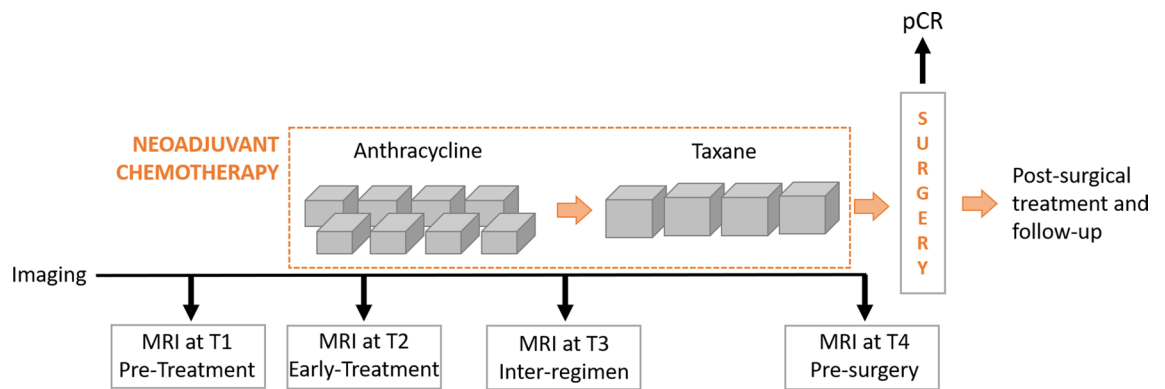 pCR
NEOADJUVANT
CHEMOTHERAPY
Anthracycline
Taxane
SURGERY
Post-surgical
treatment and
follow-up
Imaging
MRI at T1
Pre-Treatment
MRI at T2
Early-Treatment
MRI at T3
Inter-regimen
MRI at T4
Pre-surgery